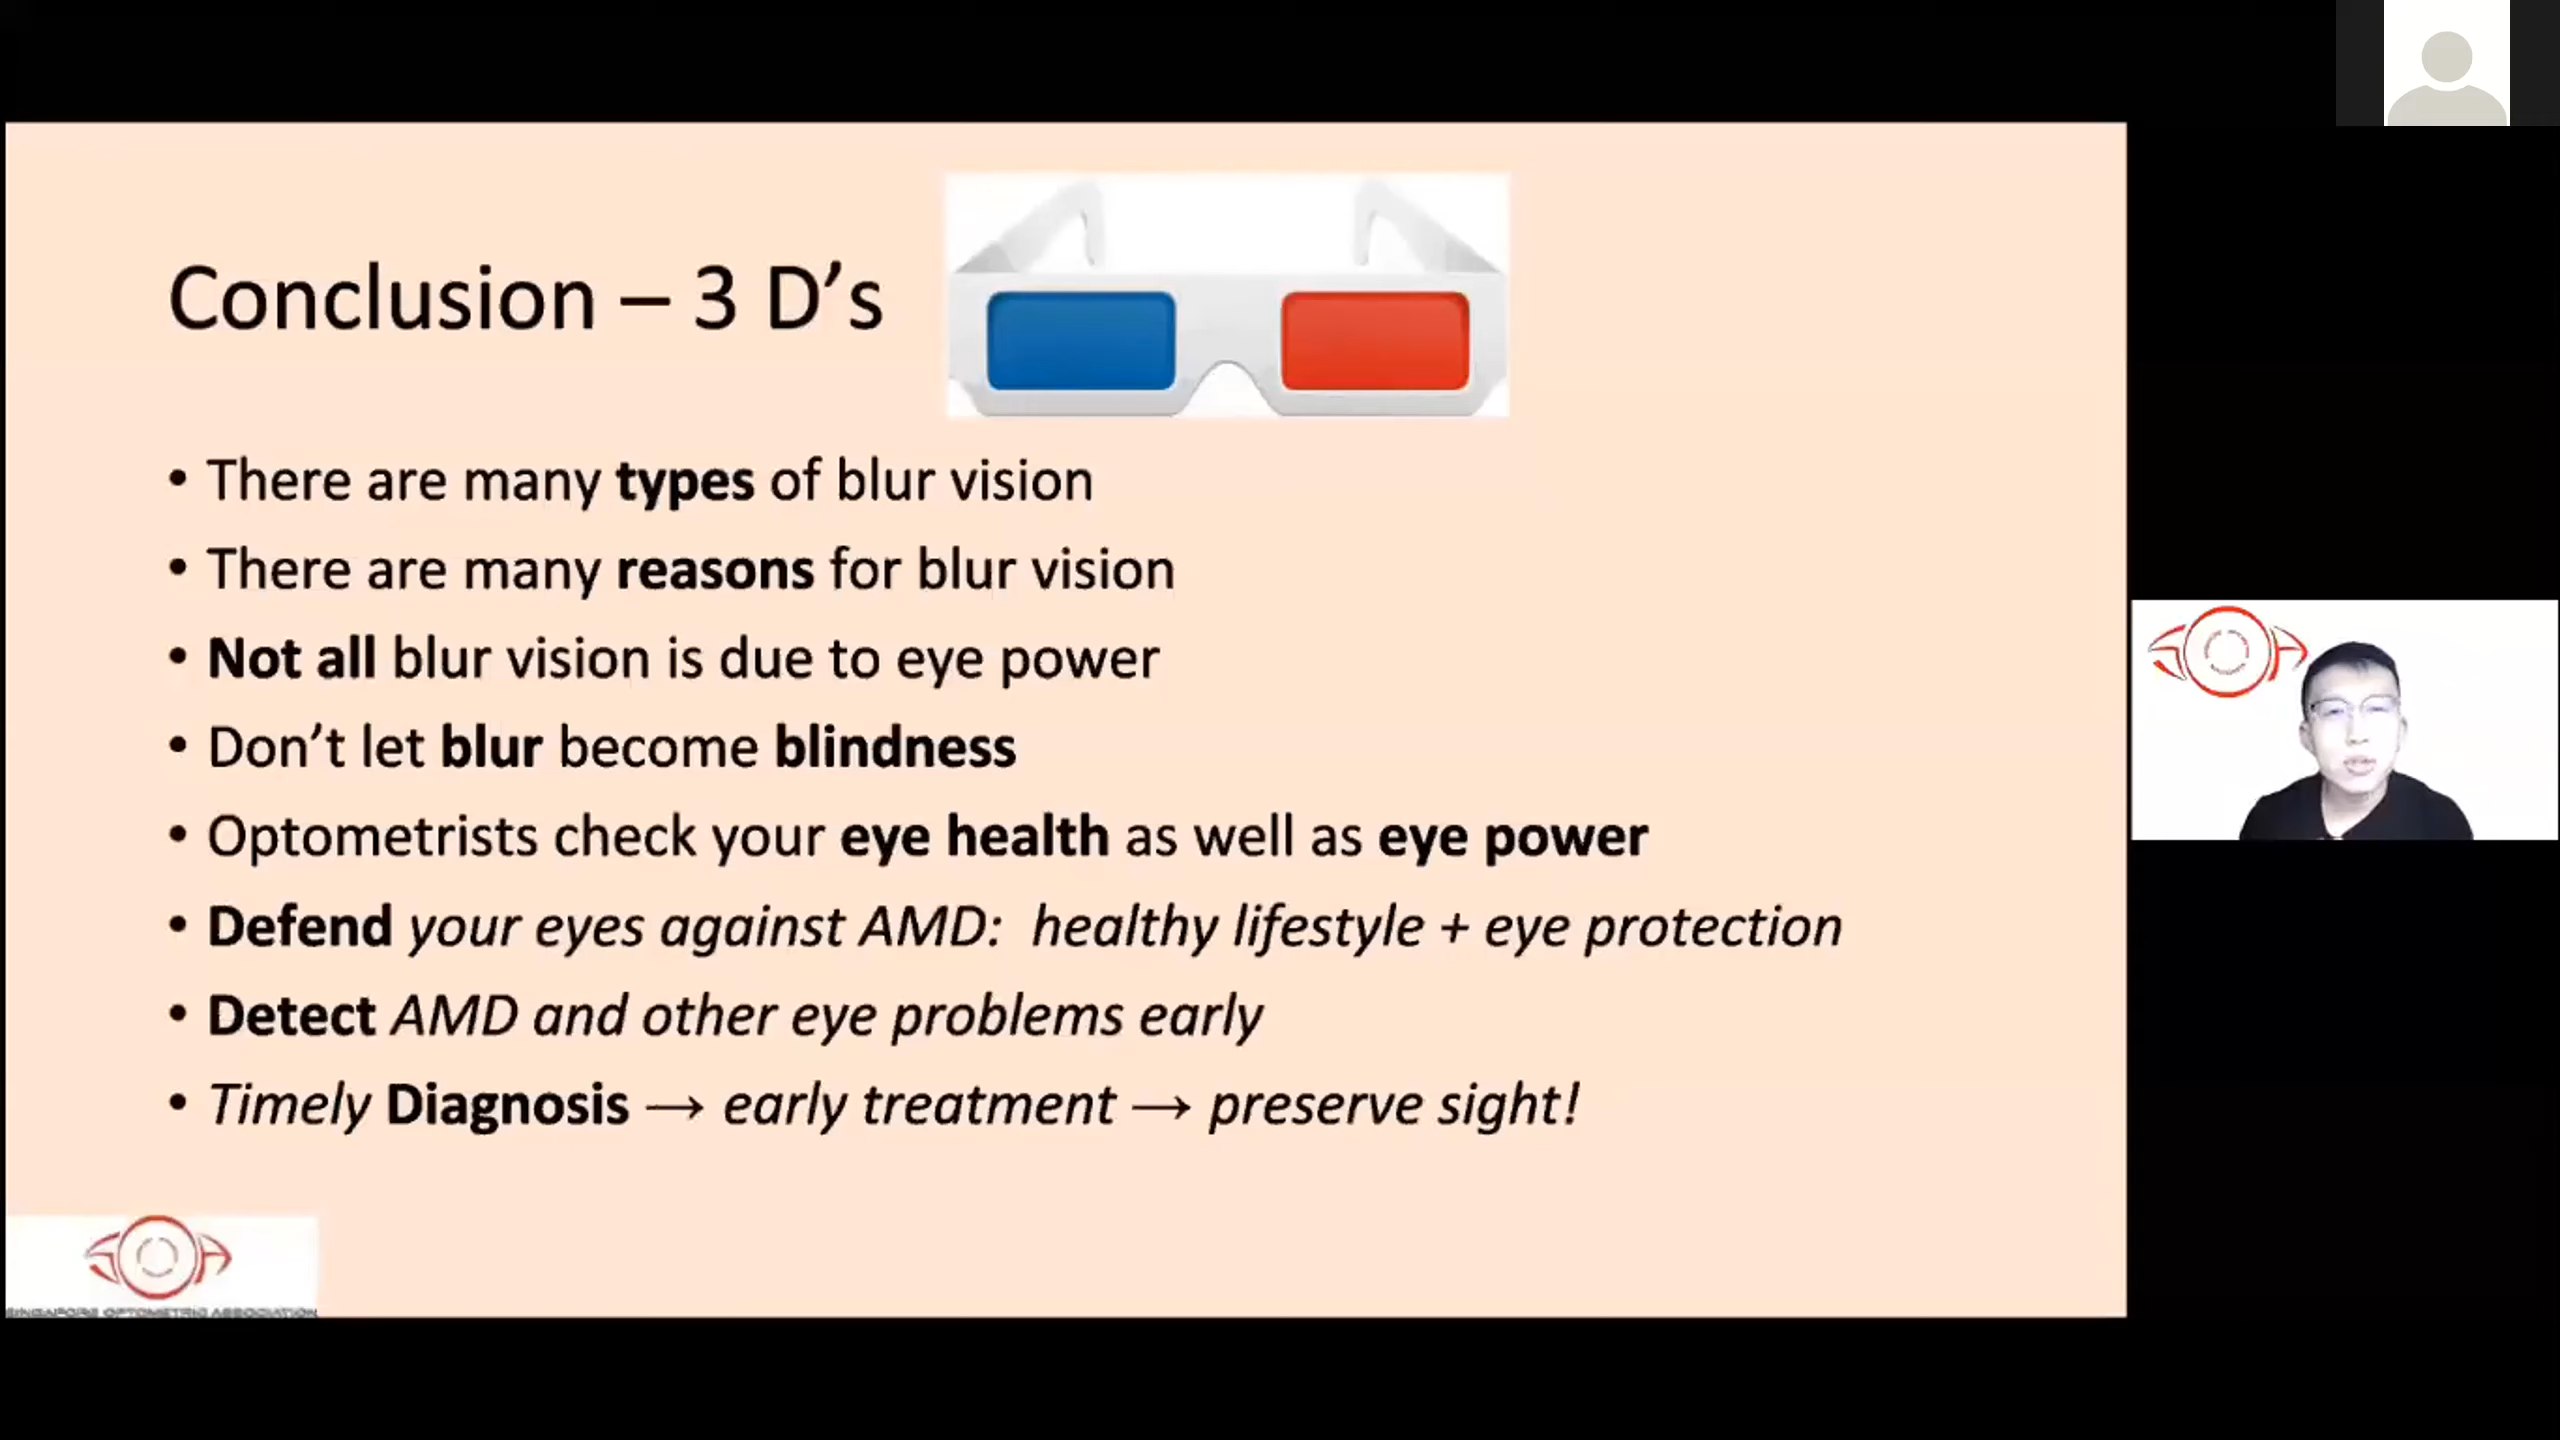 Conclusion – 3 D’s
• There are many types of blur vision
• There are many reasons for blur vision
• Not all blur vision is due to eye power
• Don’t let blur become blindness
• Optometrists check your eye health as well as eye power
• Defend your eyes against AMD:  healthy lifestyle + eye protection
• Detect AMD and other eye problems early
• Timely Diagnosis → early treatment → preserve sight!
SOA
SINGAPORE OPTOMETRIC ASSOCIATION
SOA